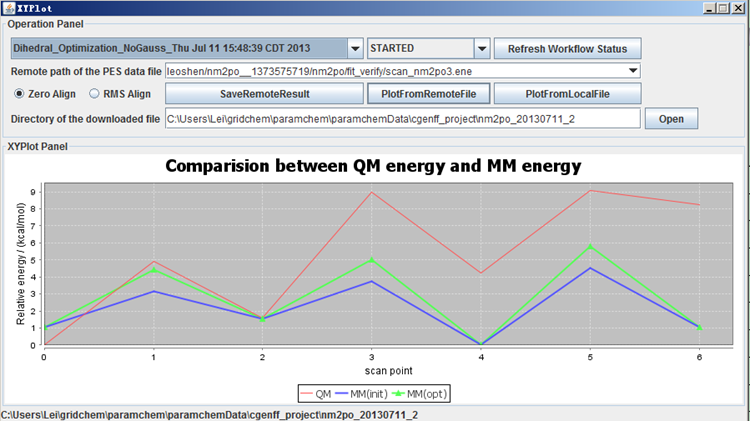 XYPlot
Operation Panel
Dihedral_Optimization_NoGauss_Thu Jul 11 15:48:39 CDT 2013 STARTED Refresh Workflow Status
Remote path of the PES data file leoshen/nm2po__1373575719/nm2po/fit_verify/scan_nm2po3.ene
Zero Align RMS Align SaveRemoteResult PlotFromRemoteFile PlotFromLocalFile
Directory of the downloaded file C:\Users\Lei\gridchem\paramchem\paramchemData\cgenff_project\nm2po_20130711_2 Open
XYPlot Panel
Comparision between QM energy and MM energy
Relative energy / (kcal/mol)
9
8
7
6
5
4
3
2
1
0
0 1 2 3 4 5 6
scan point
QM MM(init) MM(opt)
C:\Users\Lei\gridchem\paramchem\paramchemData\cgenff_project\nm2po_20130711_2